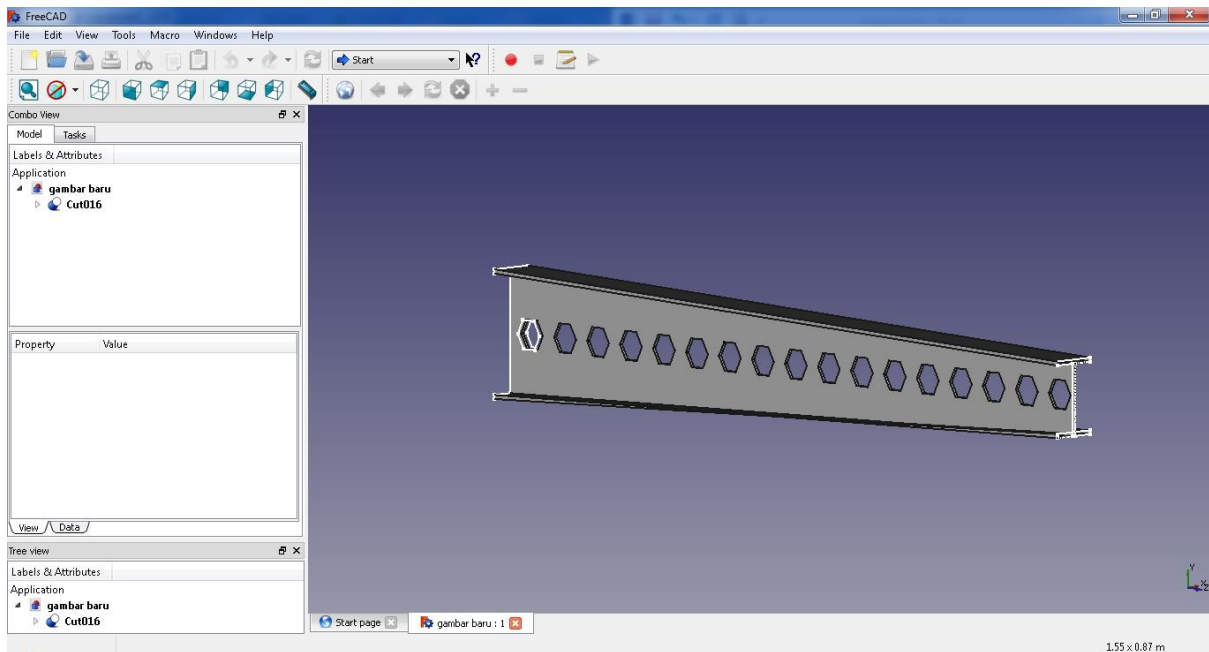 FreeCAD
File Edit View Tools Macro Windows Help
Start
Combo View
Model Tasks
Labels & Attributes
Application
gambar baru
Cut016
Property Value
View Data
Tree view
Labels & Attributes
Application
gambar baru
Cut016
Start page gambar baru : 1
Y
X
Z
1.55 x 0.87 m